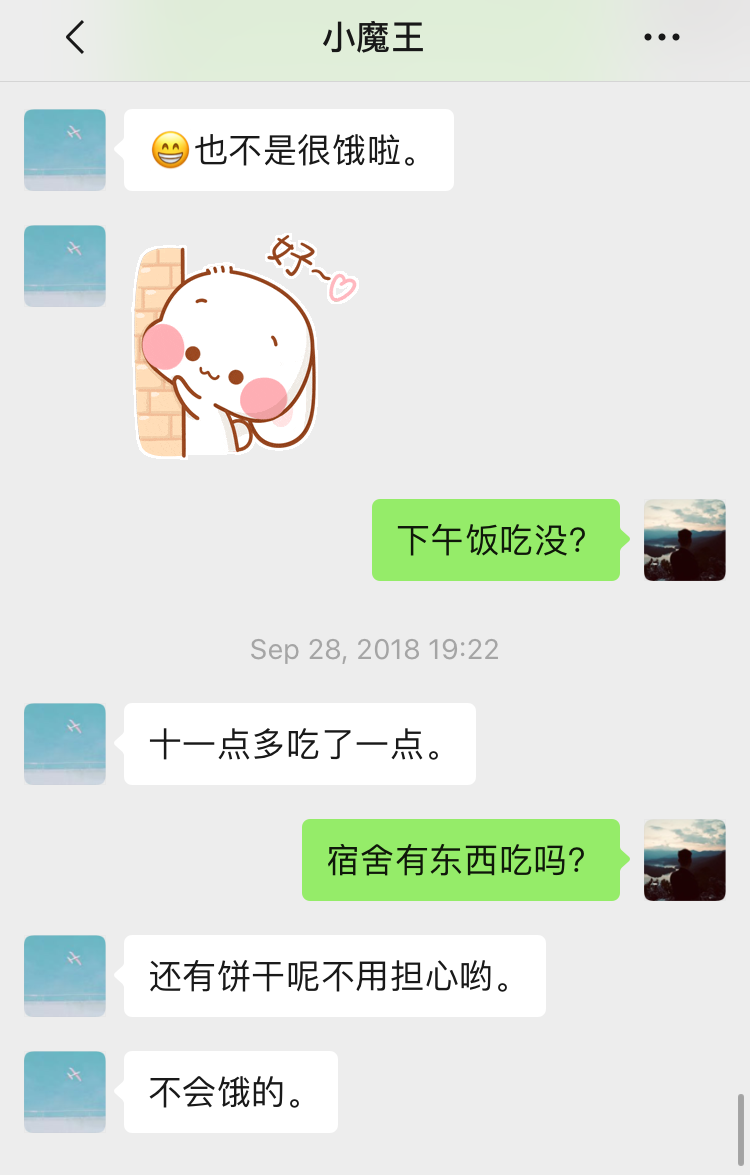 小魔王
😁也不是很饿啦。
好~
下午饭吃没?
Sep 28, 2018 19:22
十一点多吃了一点。
宿舍有东西吃吗?
还有饼干呢不用担心哟。
不会饿的。